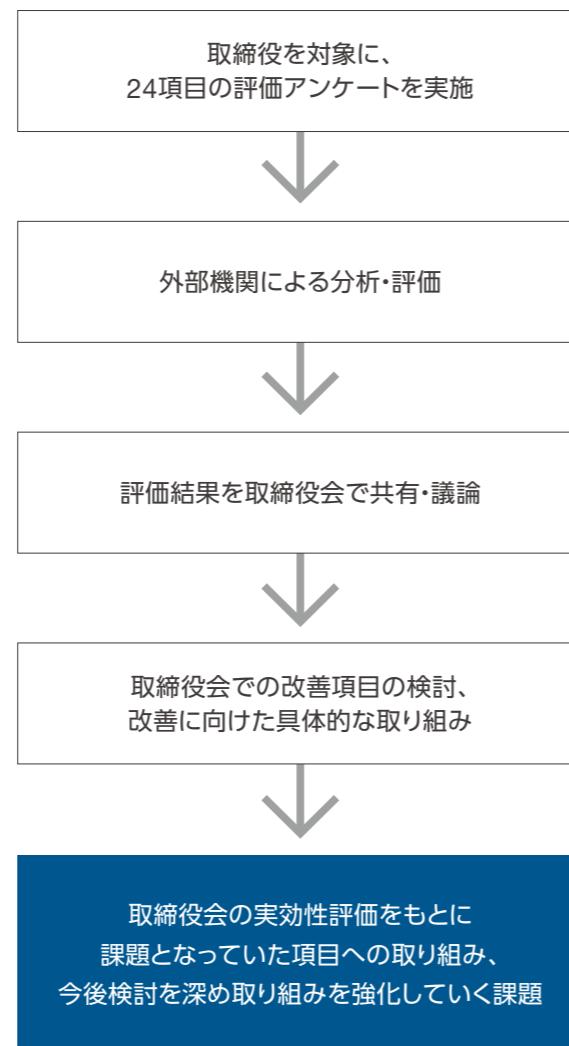 取締役を対象に、
24項目の評価アンケートを実施
外部機関による分析・評価
評価結果を取締役会で共有・議論
取締役会での改善項目の検討、
改善に向けた具体的な取り組み
取締役会の実効性評価をもとに
課題となっていた項目への取り組み、
今後検討を深め取り組みを強化していく課題